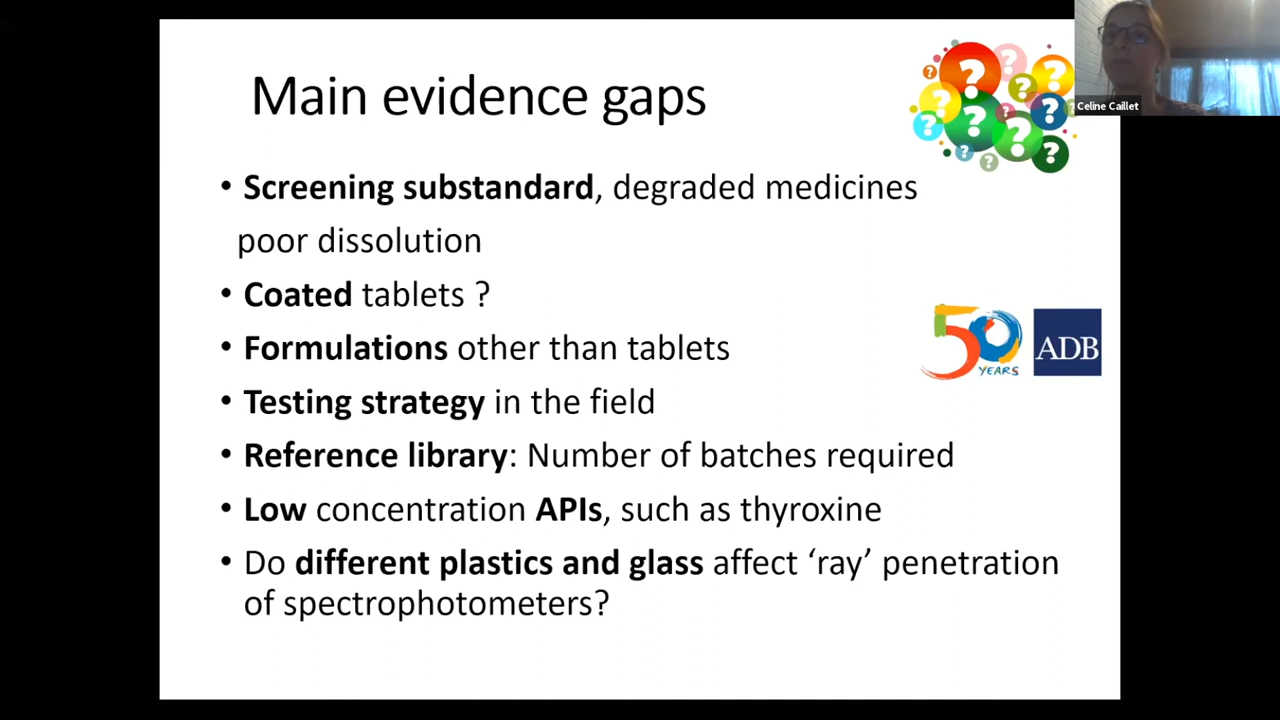 Main evidence gaps
Celine Caillet
• Screening substandard, degraded medicines
poor dissolution
• Coated tablets ?
• Formulations other than tablets
50
YEARS
ADB
• Testing strategy in the field
• Reference library: Number of batches required
• Low concentration APIs, such as thyroxine
• Do different plastics and glass affect ‘ray’ penetration
of spectrophotometers?